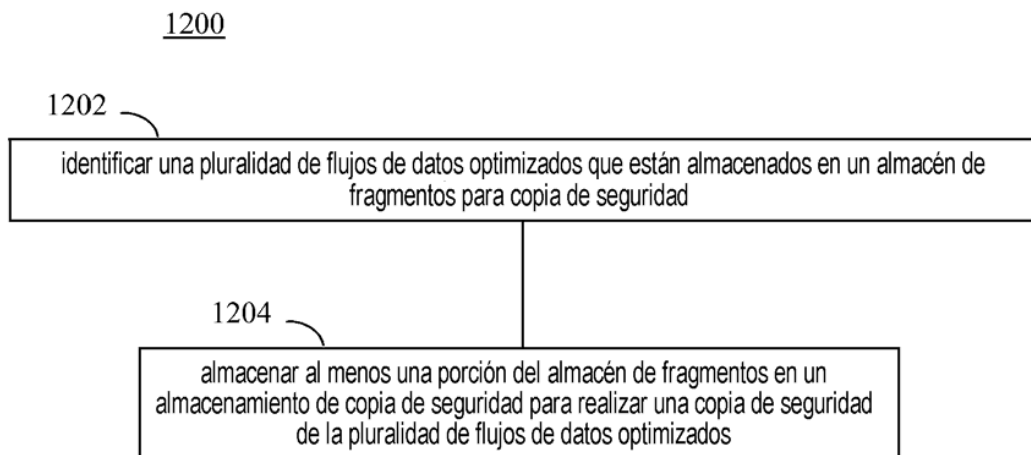 1200
1202
identificar una pluralidad de flujos de datos optimizados que están almacenados en un almacén de
fragmentos para copia de seguridad
1204
almacenar al menos una porción del almacén de fragmentos en un
almacenamiento de copia de seguridad para realizar una copia de seguridad
de la pluralidad de flujos de datos optimizados